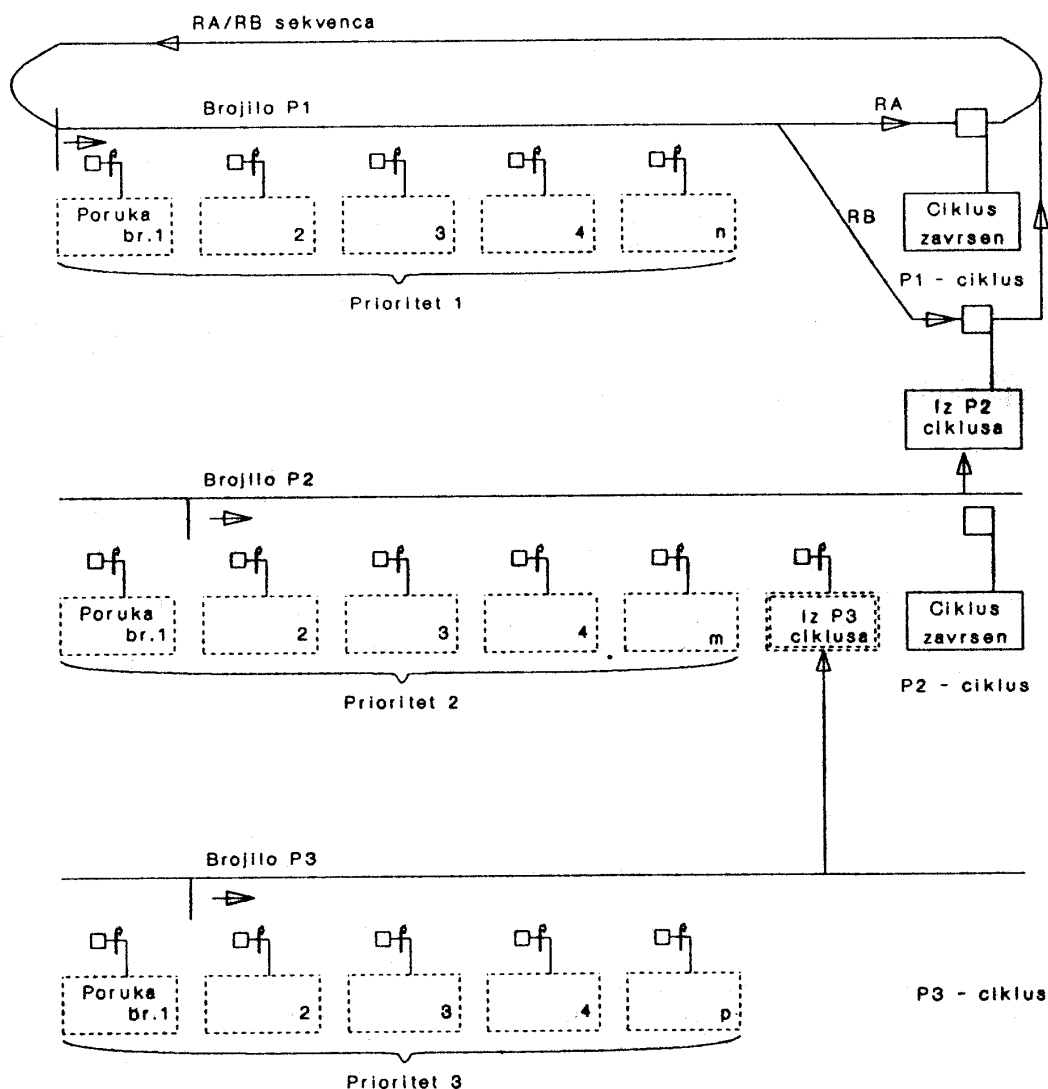 RA/RB sekvenca
Brojilo P1
RA
Poruka
br.1
2
3
4
n
RB
Ciklus
zavrsen
P1 - ciklus
Prioritet 1
Iz P2
ciklusa
Brojilo P2
Poruka
br.1
2
3
4
m
Iz P3
ciklusa
Ciklus
zavrsen
P2 - ciklus
Prioritet 2
Brojilo P3
Poruka
br.1
2
3
4
p
P3 - ciklus
Prioritet 3